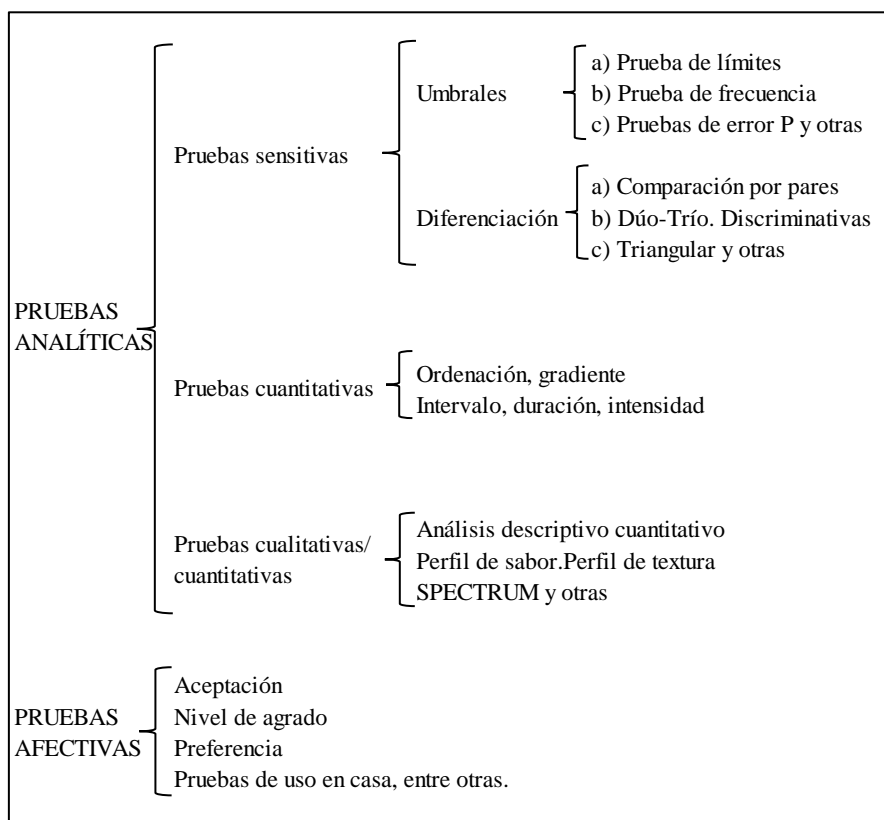 PRUEBAS
ANALÍTICAS
Pruebas sensitivas
Umbrales
a) Prueba de límites
b) Prueba de frecuencia
c) Pruebas de error P y otras
Diferenciación
a) Comparación por pares
b) Dúo-Trío. Discriminativas
c) Triangular y otras
Pruebas cuantitativas
Ordenación, gradiente
Intervalo, duración, intensidad
Pruebas cualitativas/
cuantitativas
Análisis descriptivo cuantitativo
Perfil de sabor.Perfil de textura
SPECTRUM y otras
PRUEBAS
AFECTIVAS
Aceptación
Nivel de agrado
Preferencia
Pruebas de uso en casa, entre otras.